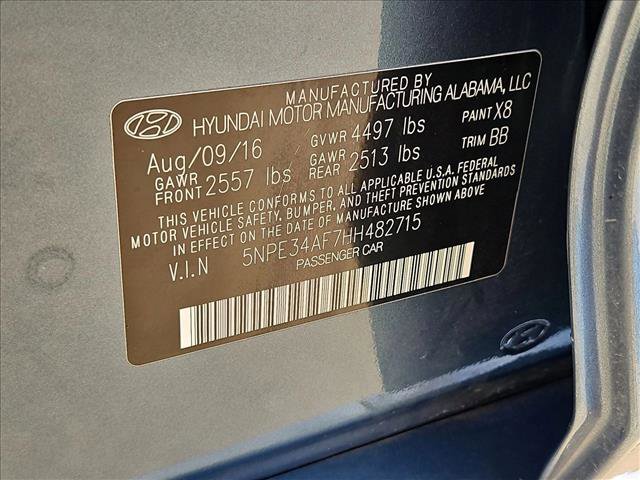 MANUFACTURED BY
HYUNDAI MOTOR MANUFACTURING ALABAMA, LLC
Aug/09/16 GVWR 4497 lbs PAINT X8
GAWR FRONT 2557 lbs GAWR REAR 2513 lbs TRIM BB
THIS VEHICLE CONFORMS TO ALL APPLICABLE U.S.A. FEDERAL
MOTOR VEHICLE SAFETY, BUMPER, AND THEFT PREVENTION STANDARDS
IN EFFECT ON THE DATE OF MANUFACTURE SHOWN ABOVE.
V.I.N 5NPE34AF7HH482715
PASSENGER CAR